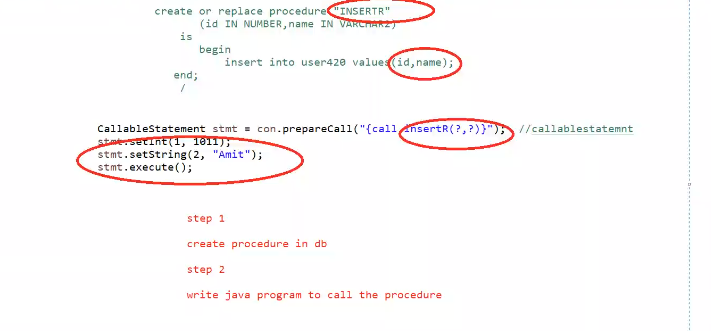 create or replace procedure "INSERTR"
(id IN NUMBER,name IN VARCHAR2)
is
begin
insert into user420 values(id,name);
end;
/
CallableStatement stmt = con.prepareCall("{call insertR(?,?)}"); //callablestatemnt
stmt.setInt(1, 1011);
stmt.setString(2, "Amit");
stmt.execute();
step 1
create procedure in db
step 2
write java program to call the procedure